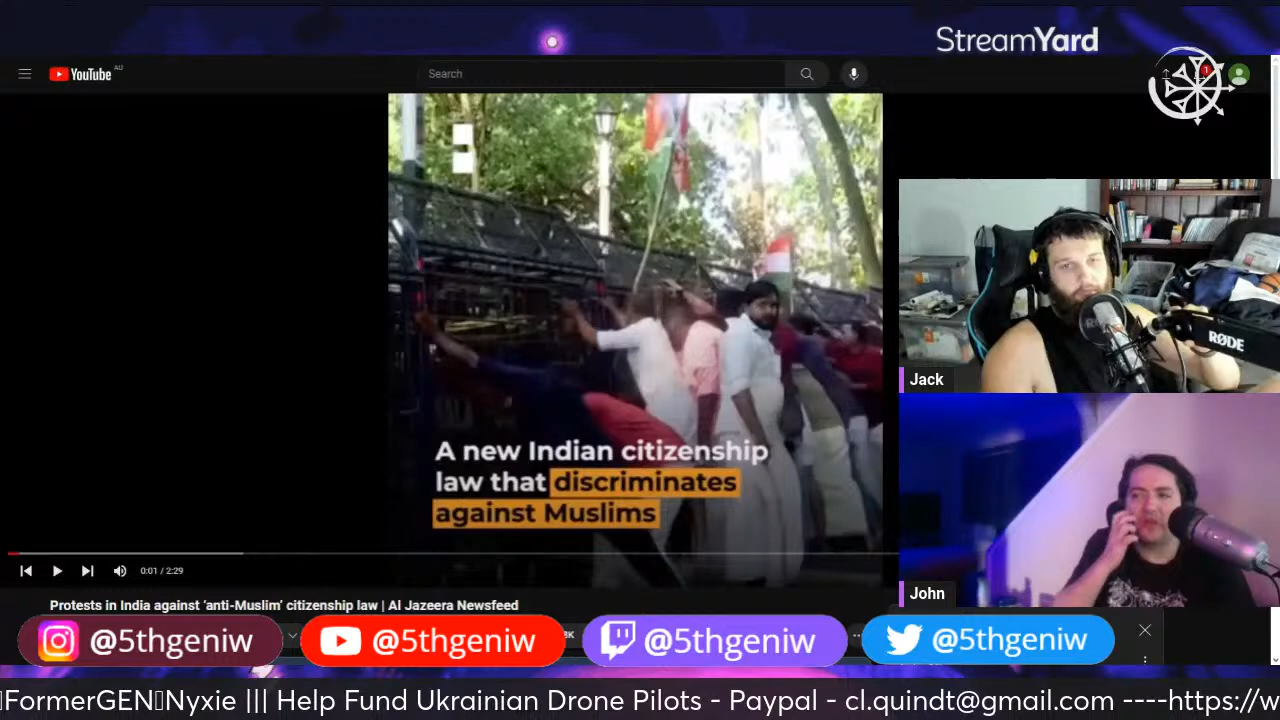 StreamYard
YouTube AU
Search
1
A new Indian citizenship
law that discriminates
against Muslims
RØDE
Jack
John
0:01 / 2:29
Protests in India against ‘anti-Muslim’ citizenship law | Al Jazeera Newsfeed
@5thgeniw
@5thgeniw
@5thgeniw
@5thgeniw
FormerGEN Nyxie ||| Help Fund Ukrainian Drone Pilots - Paypal - cl.quindt@gmail.com ----https://w